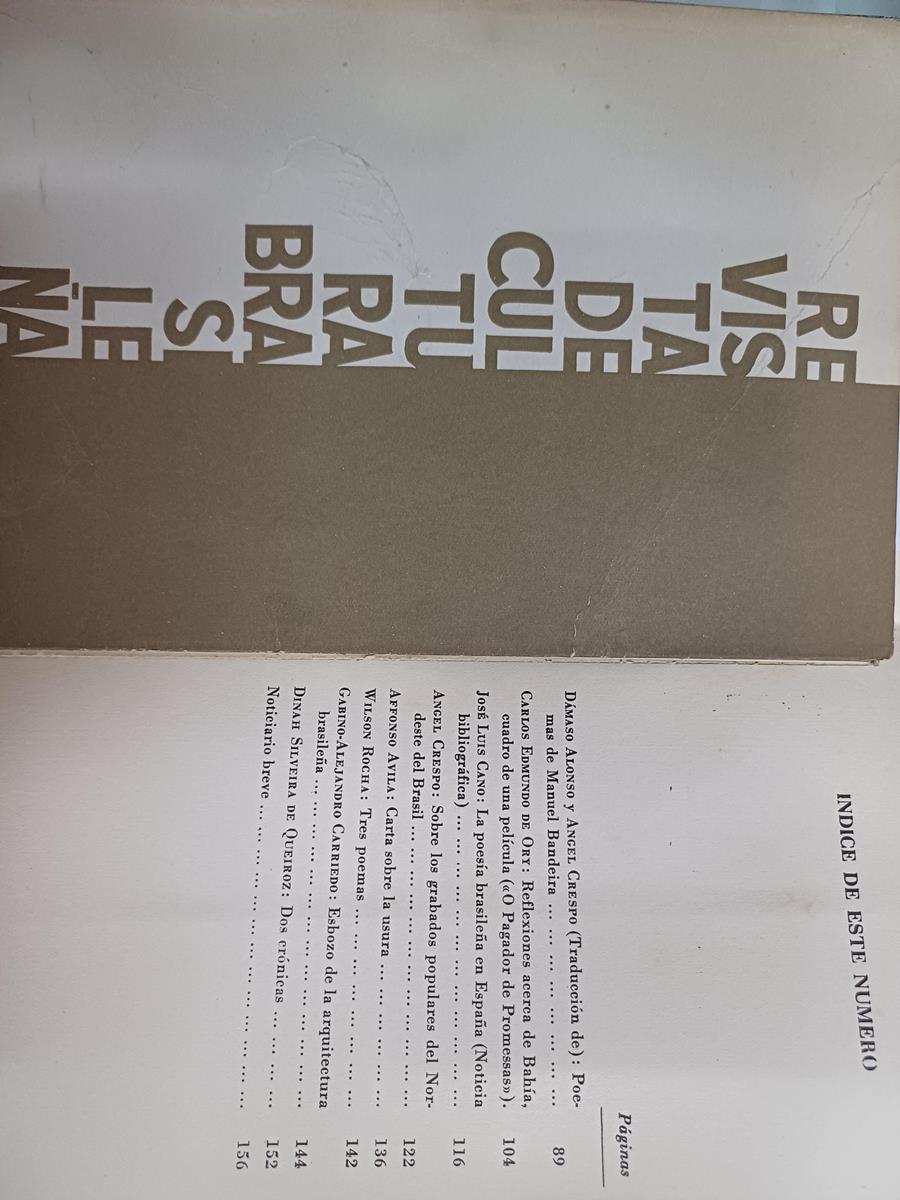 RE
VIS
TA
DE
CUL
TU
RA
BRA
SI
LE
ÑA
INDICE DE ESTE NUMERO
Páginas
DÁMASO ALONSO y ANGEL CRESPO (Traducción de): Poe-
mas de Manuel Bandeira ... ... ... ... ... ... ... ... 89
CARLOS EDMUNDO DE ORY: Reflexiones acerca de Bahía,
cuadro de una película («O Pagador de Promessas»). 104
JOSÉ LUIS CANO: La poesía brasileña en España (Noticia
bibliográfica) ... ... ... ... ... ... ... ... ... ... ... 116
ANGEL CRESPO: Sobre los grabados populares del Nor-
deste del Brasil ... ... ... ... ... ... ... ... ... ... ... 122
AFFONSO AVILA: Carta sobre la usura ... ... ... ... ... ... 136
WILSON ROCHA: Tres poemas ... ... ... ... ... ... ... ... 142
GABINO-ALEJANDRO CARRIEDO: Esbozo de la arquitectura
brasileña ... ... ... ... ... ... ... ... ... ... ... ... ... 144
DINAH SILVEIRA DE QUEIROZ: Dos crónicas ... ... ... ... 152
Noticiario breve ... ... ... ... ... ... ... ... ... ... ... ... 156